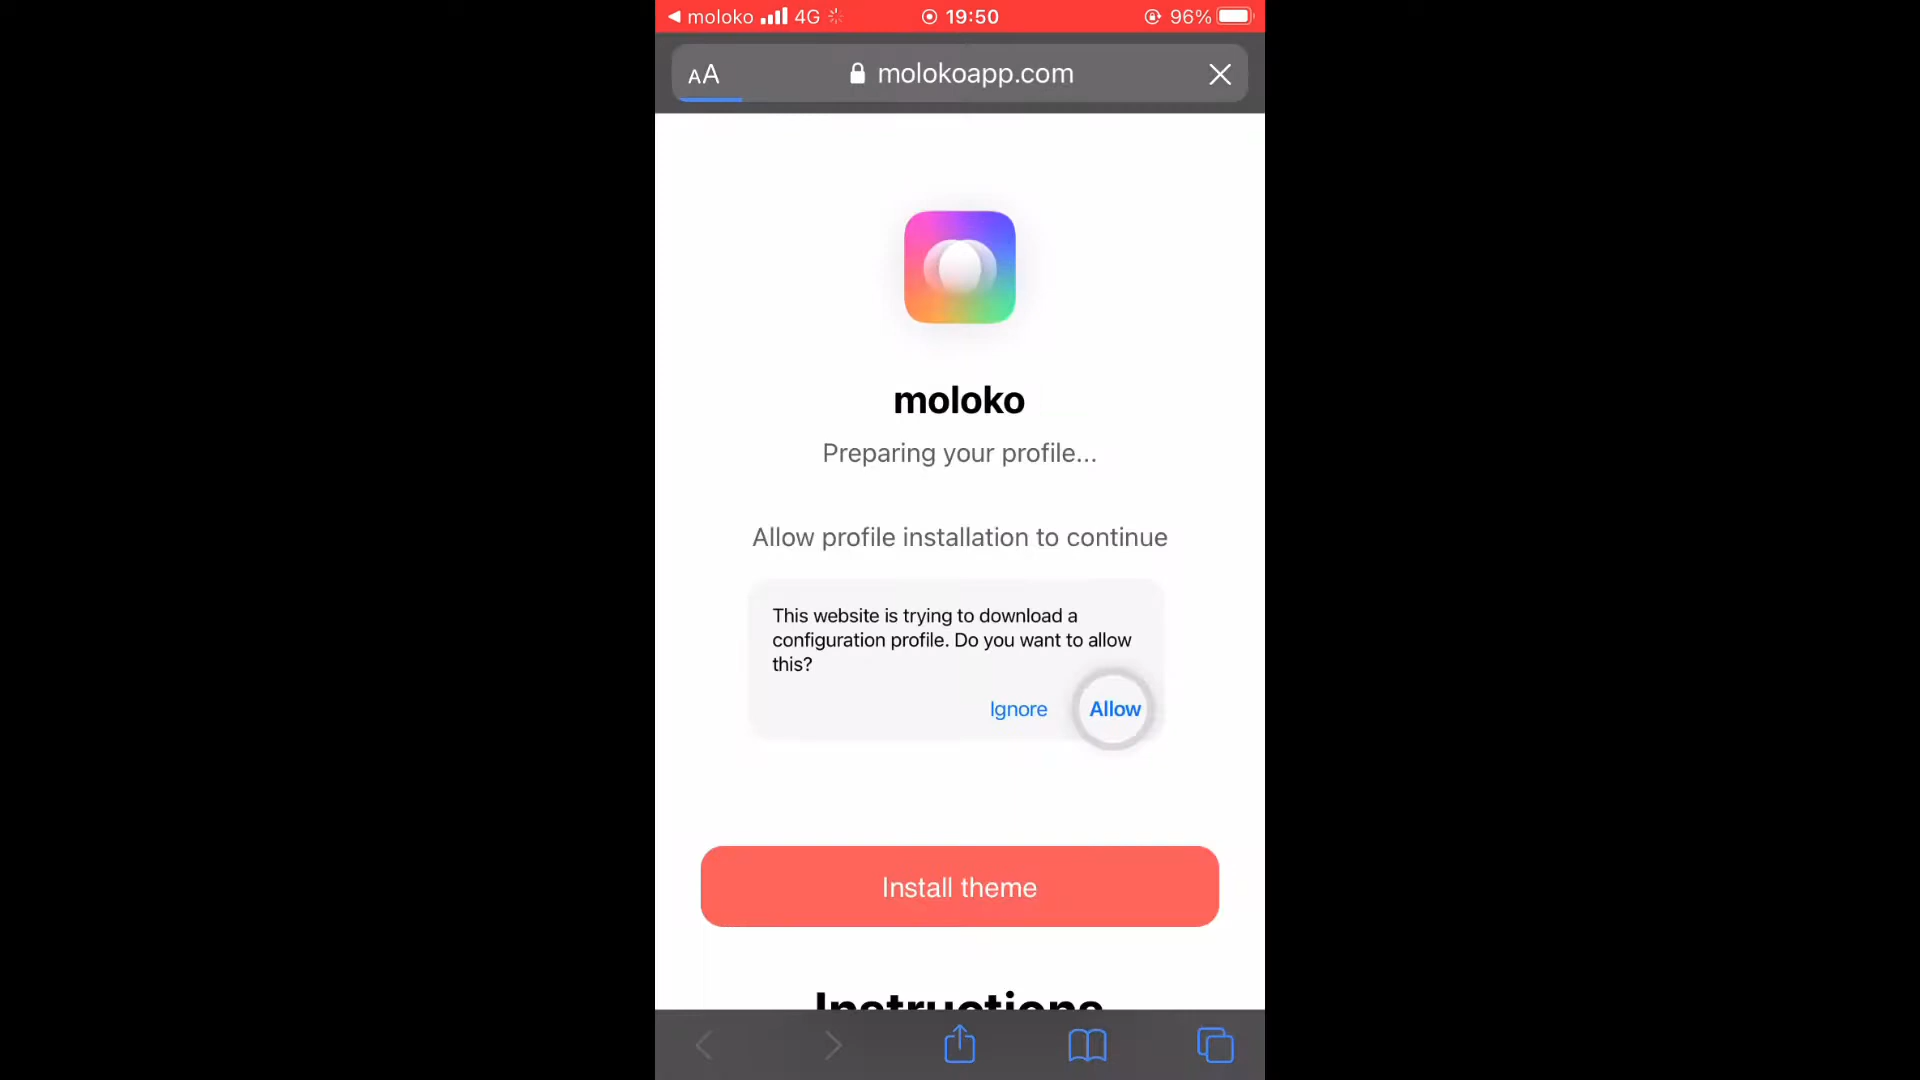 moloko 4G 19:50 96%
AA molokoapp.com
moloko
Preparing your profile...
Allow profile installation to continue
This website is trying to download a
configuration profile. Do you want to allow
this?
Ignore Allow
Install theme
Instructions